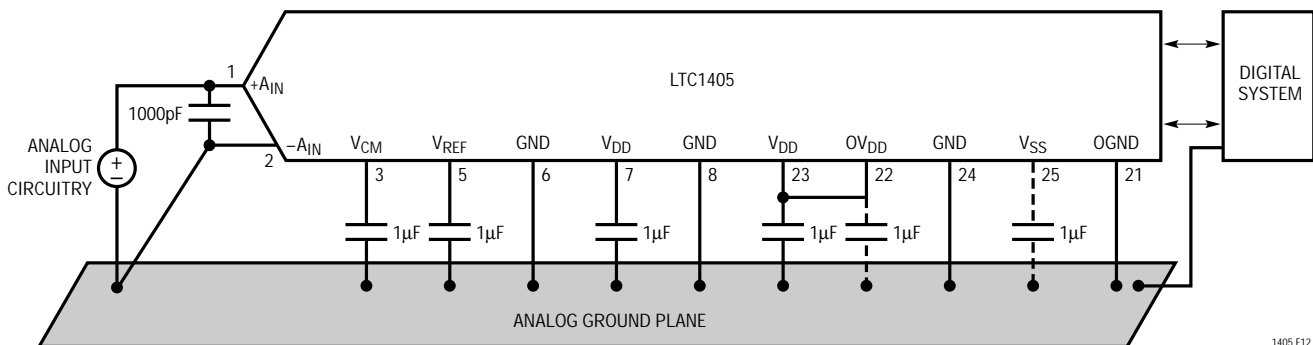 LTC1405
DIGITAL
SYSTEM
1
+AIN
1000pF
ANALOG
INPUT
CIRCUITRY
+
−
2
−AIN
VCM
VREF
GND
VDD
GND
VDD
OVDD
GND
VSS
OGND
3
5
6
7
8
23
22
24
25
21
1µF
1µF
1µF
1µF
1µF
1µF
ANALOG GROUND PLANE
1405 F12